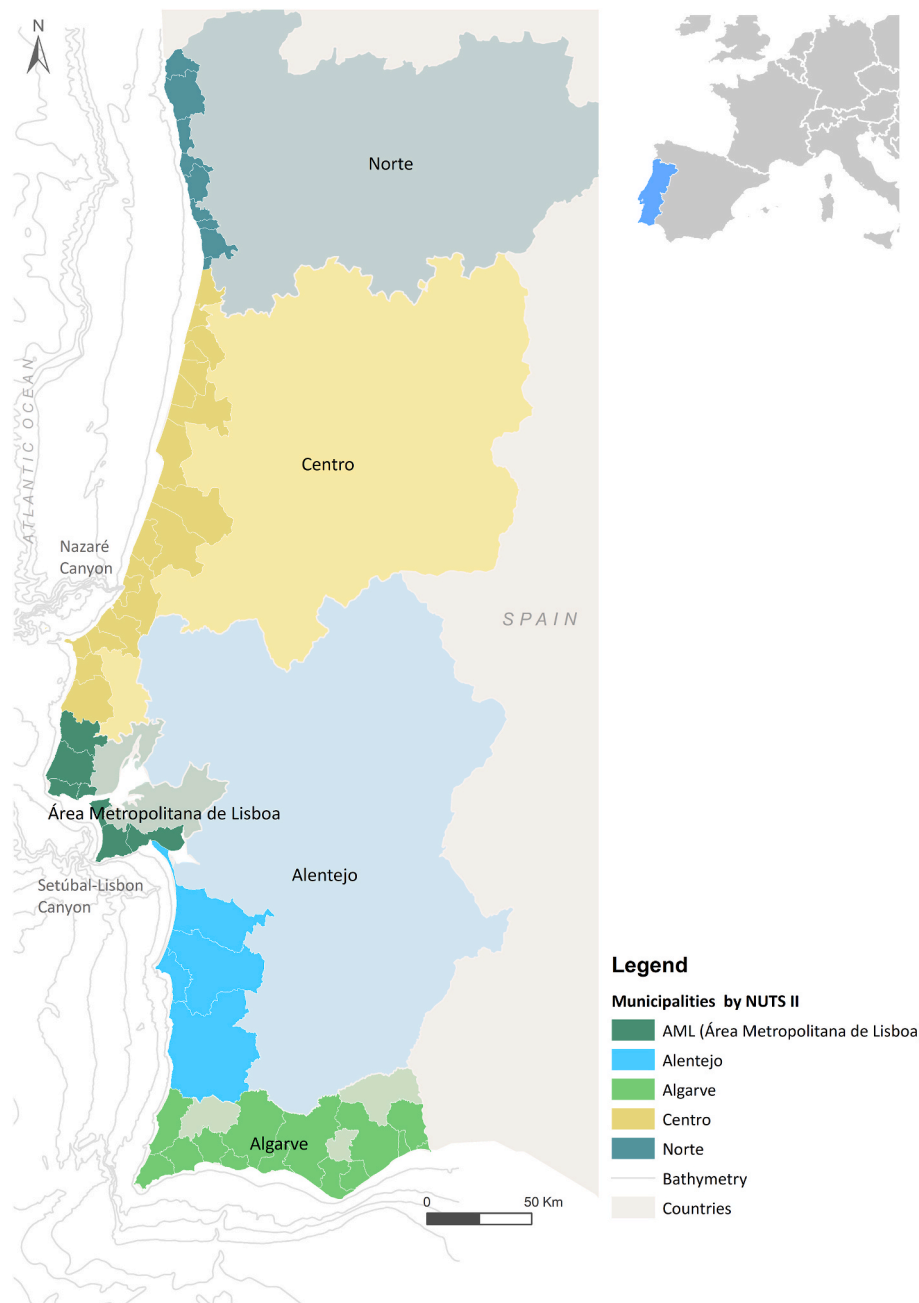 N
Norte
ATLANTIC OCEAN
Centro
Nazaré
Canyon
SPAIN
Área Metropolitana de Lisboa
Alentejo
Setúbal-Lisbon
Canyon
Algarve
0 50 Km
Legend
Municipalities by NUTS II
AML (Área Metropolitana de Lisboa
Alentejo
Algarve
Centro
Norte
Bathymetry
Countries